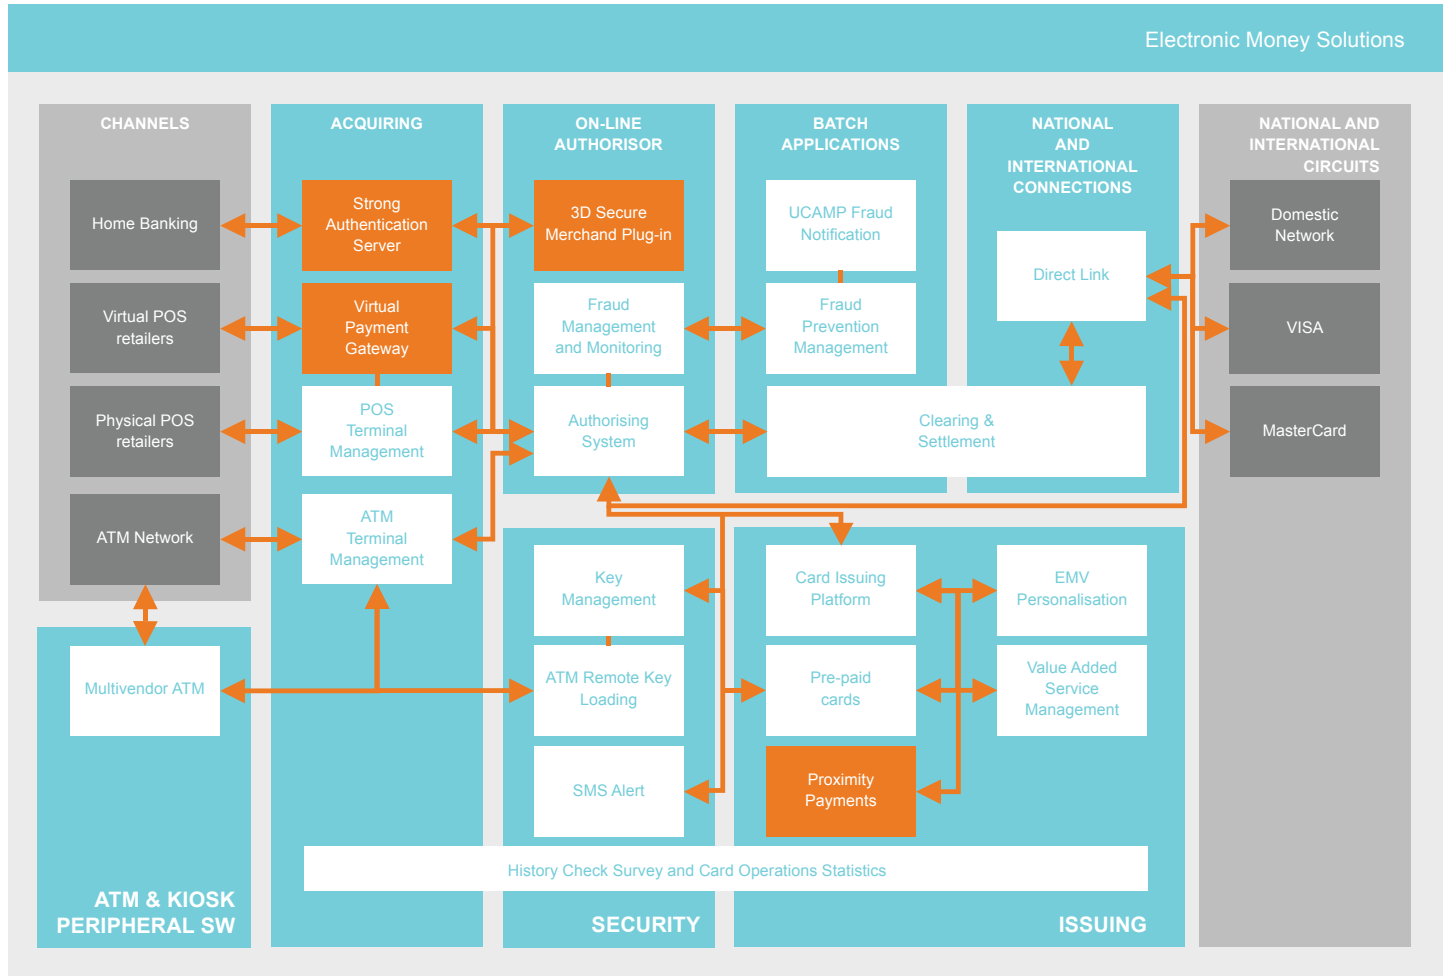 Electronic Money Solutions
CHANNELS
Home Banking
Virtual POS
retailers
Physical POS
retailers
ATM Network
Multivendor ATM
ATM & KIOSK
PERIPHERAL SW
ACQUIRING
Strong
Authentication
Server
Virtual
Payment
Gateway
POS
Terminal
Management
ATM
Terminal
Management
ON-LINE
AUTHORISOR
3D Secure
Merchand Plug-in
Fraud
Management
and Monitoring
Authorising
System
Key
Management
ATM Remote Key
Loading
SMS Alert
SECURITY
BATCH
APPLICATIONS
UCAMP Fraud
Notification
Fraud
Prevention
Management
Clearing &
Settlement
NATIONAL
AND
INTERNATIONAL
CONNECTIONS
Direct Link
Card Issuing
Platform
EMV
Personalisation
Pre-paid
cards
Value Added
Service
Management
Proximity
Payments
ISSUING
History Check Survey and Card Operations Statistics
NATIONAL AND
INTERNATIONAL
CIRCUITS
Domestic
Network
VISA
MasterCard